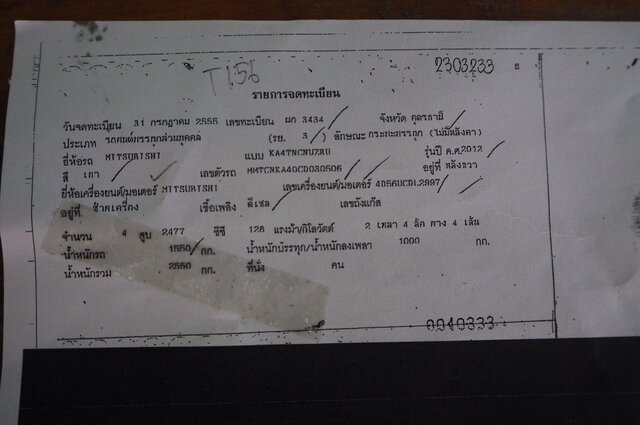 T156
2303233
รายการจดทะเบียน
วันจดทะเบียน 31 กรกฎาคม 2555 เลขทะเบียน ผก 3434 จังหวัด อุดรธานี
ประเภท รถยนต์บรรทุกส่วนบุคคล (รย. 3) ลักษณะ กระบะบรรทุก (ไม่มีหลังคา)
ยี่ห้อรถ MITSUBISHI แบบ KA4TNCNUZRU รุ่นปี ค.ศ.2012
สี เทา เลขตัวรถ MMTCNKA40CD030506 อยู่ที่
ยี่ห้อเครื่องยนต์/มอเตอร์ MITSUBISHI เลขเครื่องยนต์/มอเตอร์ 4D56UCDL2997
อยู่ที่ ซ้ายเครื่อง เชื้อเพลิง ดีเซล เลขถังแก๊ส
จำนวน 4 สูบ 2477 ซีซี 128 แรงม้า/กิโลวัตต์ 2 เพลา 4 ล้อ ยาง 4 เส้น
น้ำหนักรถ 1550 กก. น้ำหนักบรรทุก/น้ำหนักลงเพลา 1000 กก.
น้ำหนักรวม 2550 กก. ที่นั่ง คน
0040333